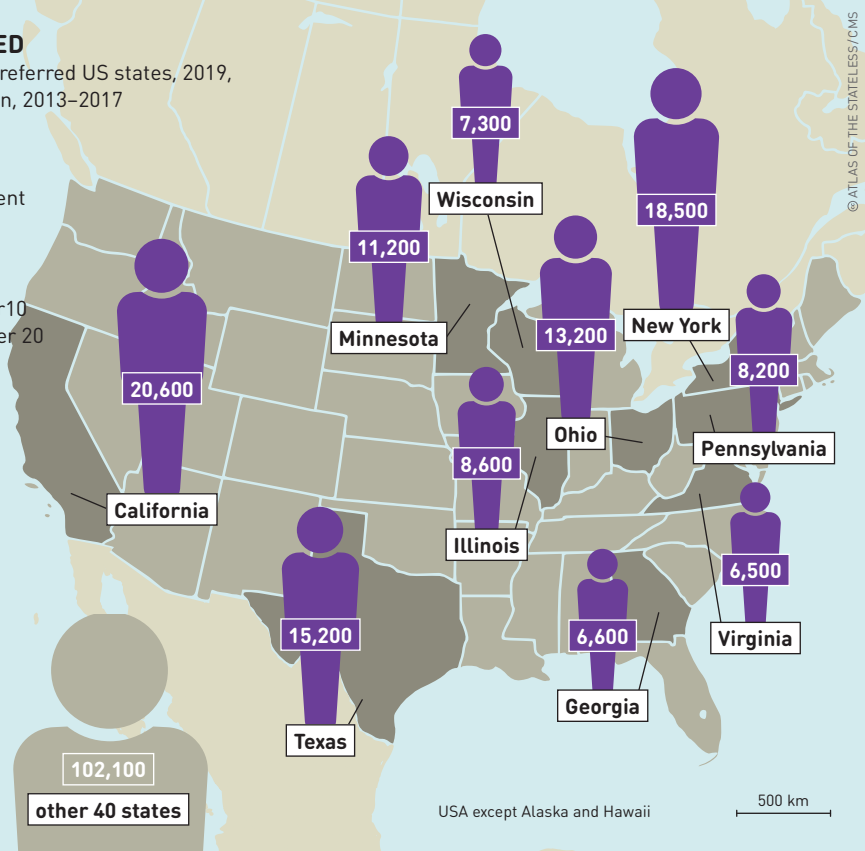 ED
referred US states, 2019,
n, 2013–2017
ent
10
er 20
7,300
Wisconsin
18,500
New York
11,200
Minnesota
13,200
Ohio
8,200
Pennsylvania
20,600
California
8,600
Illinois
6,500
Virginia
15,200
Texas
6,600
Georgia
102,100
other 40 states
USA except Alaska and Hawaii
500 km
© ATLAS OF THE STATELESS/CMS